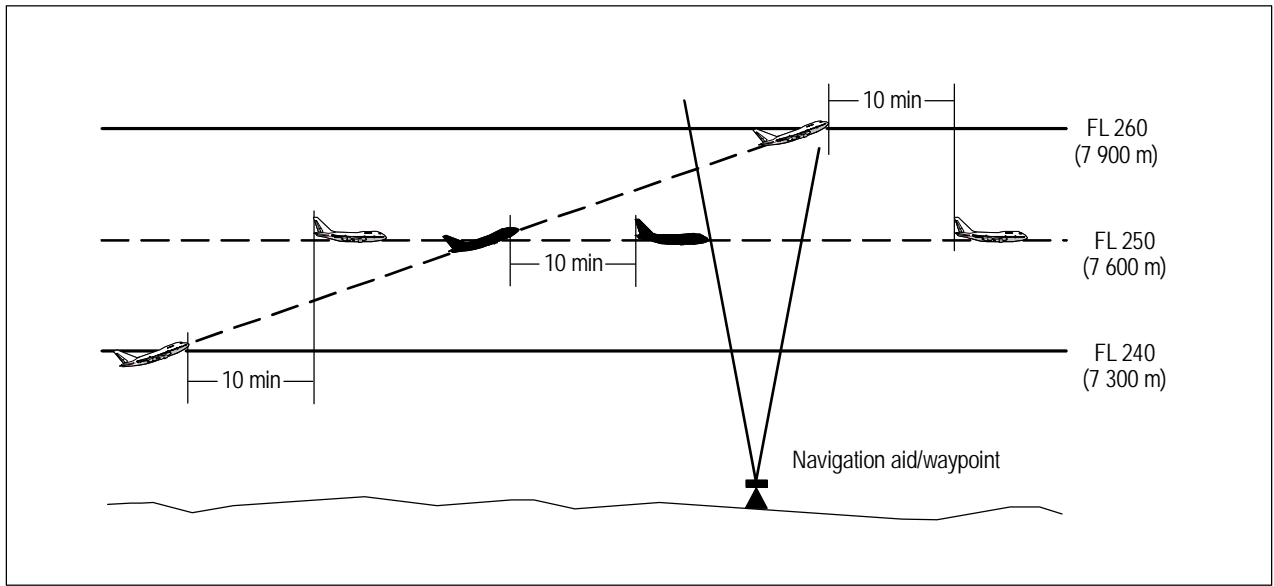 10 min
FL 260
(7 900 m)
10 min
FL 250
(7 600 m)
10 min
FL 240
(7 300 m)
Navigation aid/waypoint